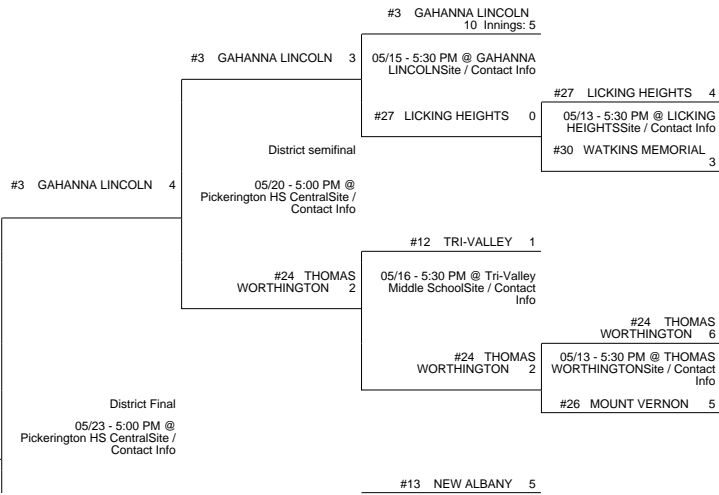 #3 GAHANNA LINCOLN
10 Innings: 5
#3 GAHANNA LINCOLN 3
05/15 - 5:30 PM @ GAHANNA
LINCOLNSite / Contact Info
#27 LICKING HEIGHTS 4
#27 LICKING HEIGHTS 0
05/13 - 5:30 PM @ LICKING
HEIGHTSSite / Contact Info
District semifinal
#30 WATKINS MEMORIAL
3
#3 GAHANNA LINCOLN 4
05/20 - 5:00 PM @
Pickerington HS CentralSite /
Contact Info
#12 TRI-VALLEY 1
#24 THOMAS
WORTHINGTON 2
05/16 - 5:30 PM @ Tri-Valley
Middle SchoolSite / Contact
Info
#24 THOMAS
WORTHINGTON 6
#24 THOMAS
WORTHINGTON 2
05/13 - 5:30 PM @ THOMAS
WORTHINGTONSite / Contact
Info
District Final
#26 MOUNT VERNON 5
05/23 - 5:00 PM @
Pickerington HS CentralSite /
Contact Info
#13 NEW ALBANY 5